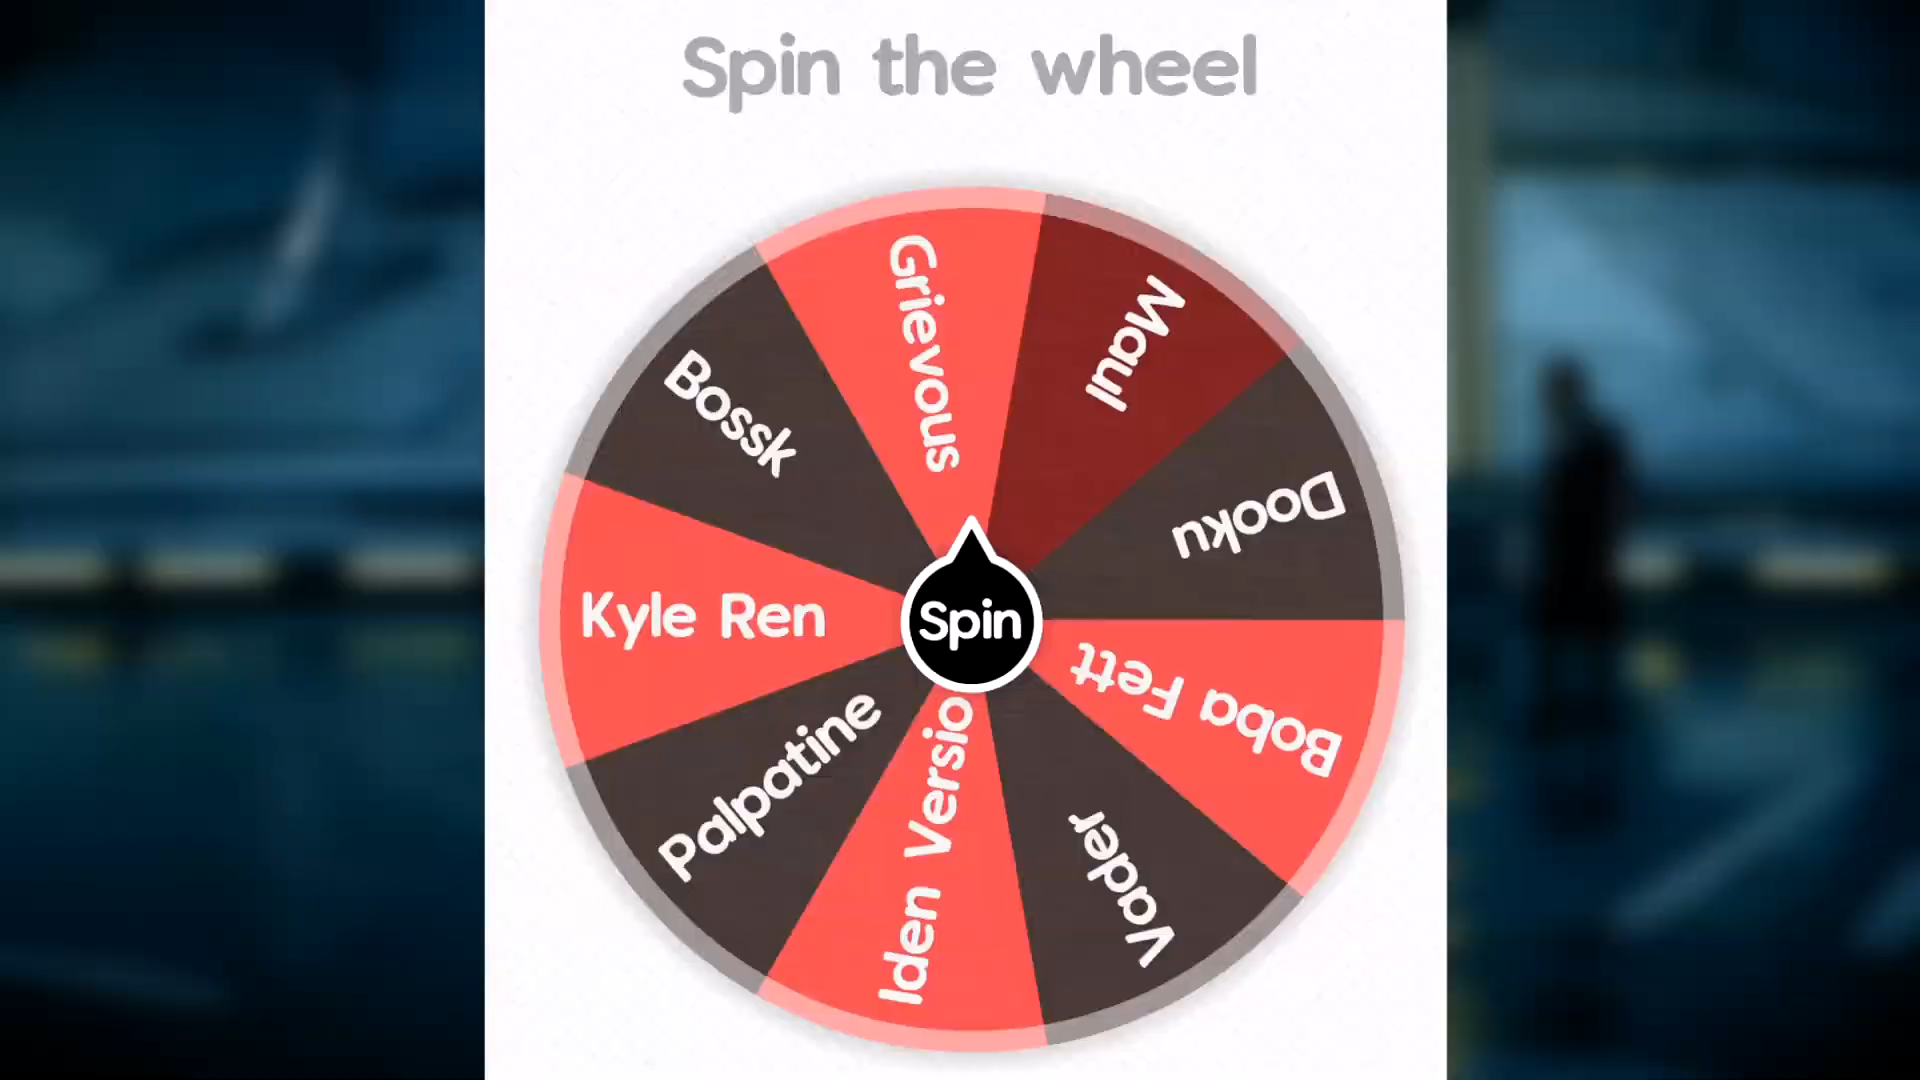 Spin the wheel
Grievous
Maul
Dooku
Boba Fett
Vader
Iden Versio
Palpatine
Kyle Ren
Bossk
Spin